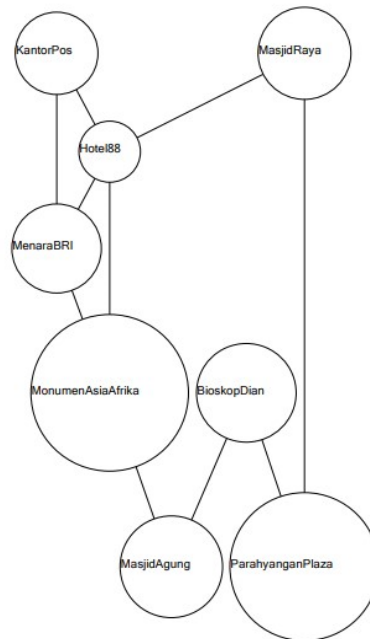 KantorPos
MasjidRaya
Hotel88
MenaraBRI
MonumenAsiaAfrika
BioskopDian
MasjidAgung
ParahyanganPlaza